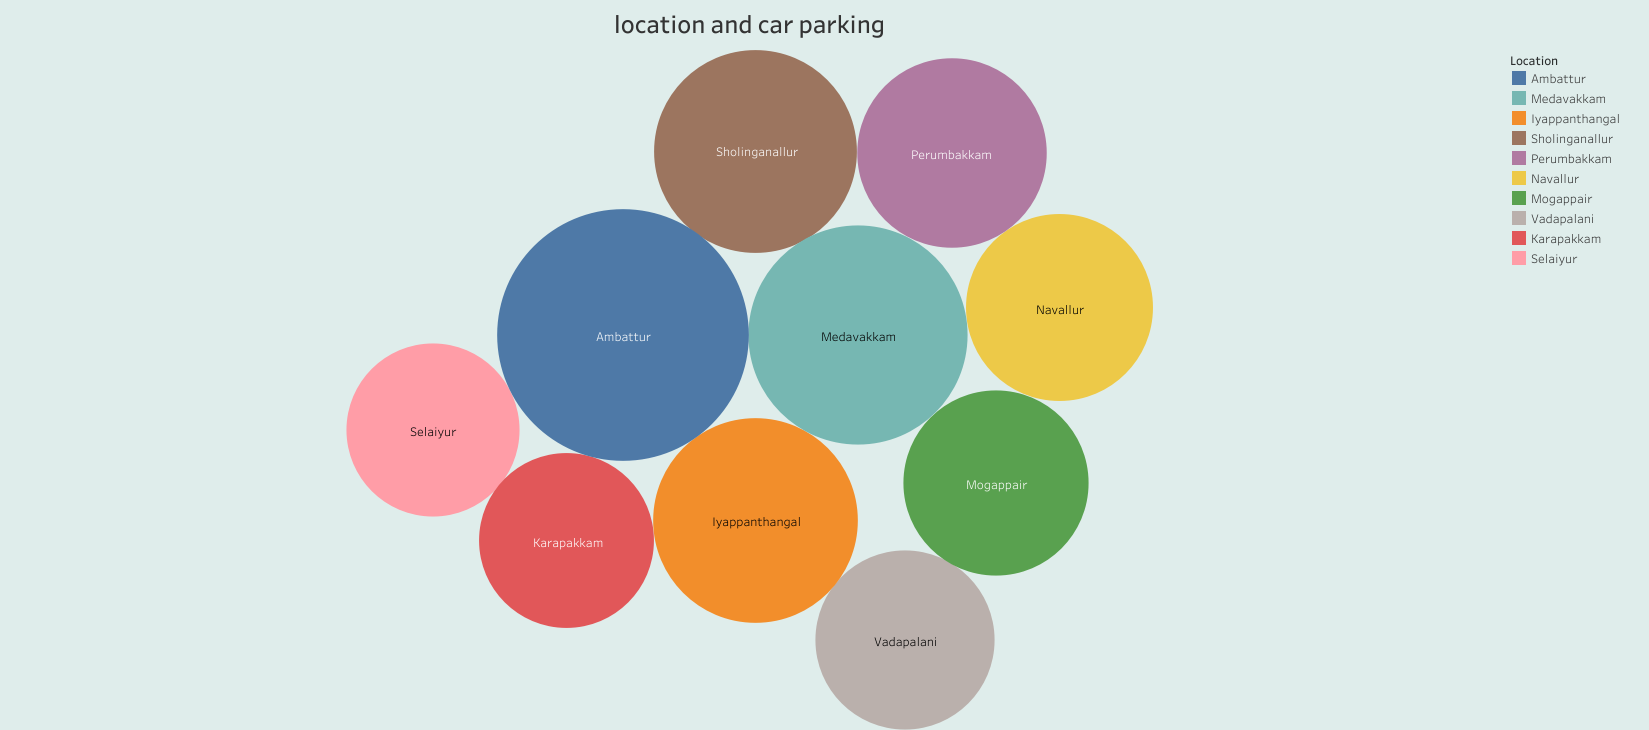 location and car parking
Sholinganallur
Perumbakkam
Navallur
Ambattur
Medavakkam
Selaiyur
Mogappair
Iyappanthangal
Karapakkam
Vadapalani
Location
Ambattur
Medavakkam
Iyappanthangal
Sholinganallur
Perumbakkam
Navallur
Mogappair
Vadapalani
Karapakkam
Selaiyur